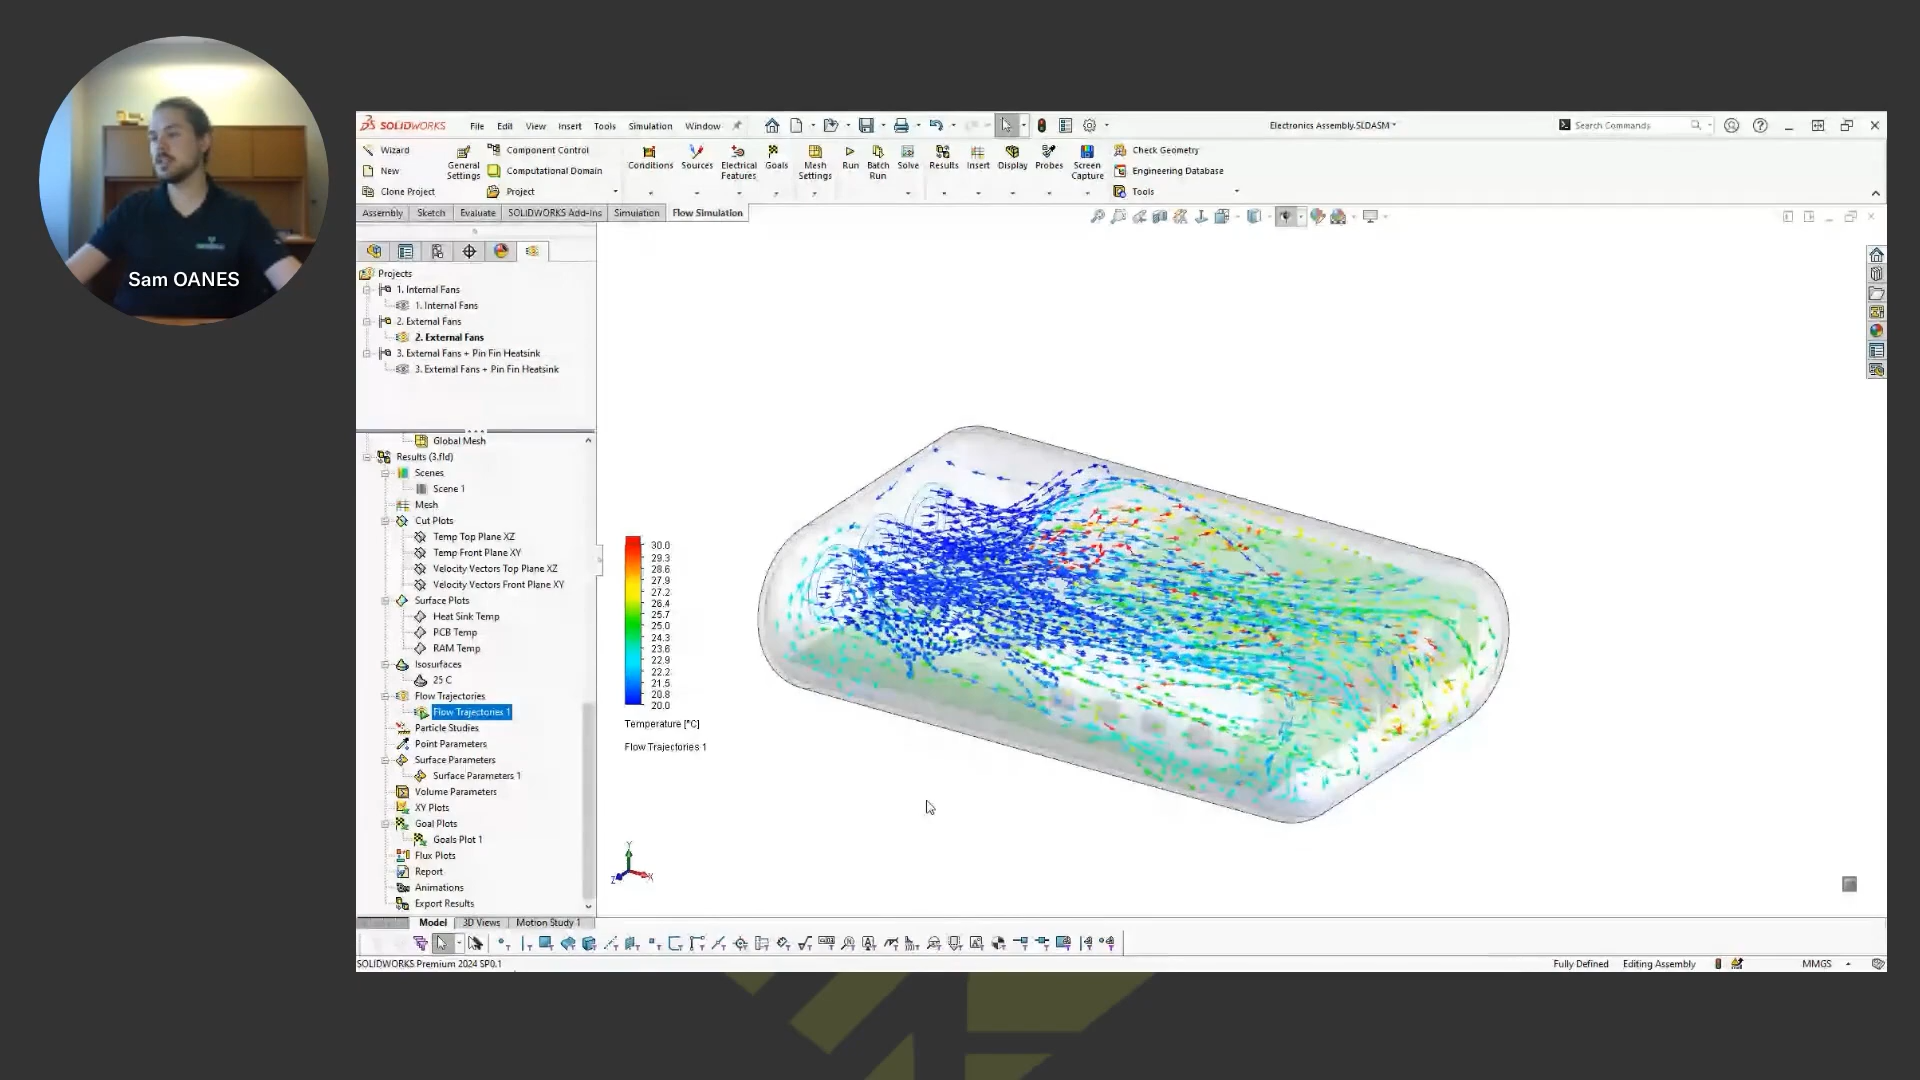 Sam OANES
SOLIDWORKS File Edit View Insert Tools Simulation Window
Electronics Assembly.SLDASM *
Search Commands
Wizard
New
Clone Project
General Settings
Component Control
Computational Domain
Project
Conditions
Sources
Electrical Features
Goals
Mesh Settings
Run
Batch Run
Solve
Results
Insert
Display
Probes
Screen Capture
Check Geometry
Engineering Database
Tools
Assembly Sketch Evaluate SOLIDWORKS Add-Ins Simulation Flow Simulation
Projects
1. Internal Fans
1. Internal Fans
2. External Fans
2. External Fans
3. External Fans + Pin Fin Heatsink
3. External Fans + Pin Fin Heatsink
Global Mesh
Results (3.fld)
Scenes
Scene 1
Mesh
Cut Plots
Temp Top Plane XZ
Temp Front Plane XY
Velocity Vectors Top Plane XZ
Velocity Vectors Front Plane XY
Surface Plots
Heat Sink Temp
PCB Temp
RAM Temp
Isosurfaces
25 C
Flow Trajectories
Flow Trajectories 1
Particle Studies
Point Parameters
Surface Parameters
Surface Parameters 1
Volume Parameters
XY Plots
Goal Plots
Goals Plot 1
Flux Plots
Report
Animations
Export Results
30.0
29.3
28.6
27.9
27.2
26.4
25.7
25.0
24.3
23.6
22.9
22.2
21.5
20.8
20.0
Temperature [°C]
Flow Trajectories 1
Y
Z
X
Model 3D Views Motion Study 1
SOLIDWORKS Premium 2024 SP0.1
Fully Defined Editing Assembly MMGS